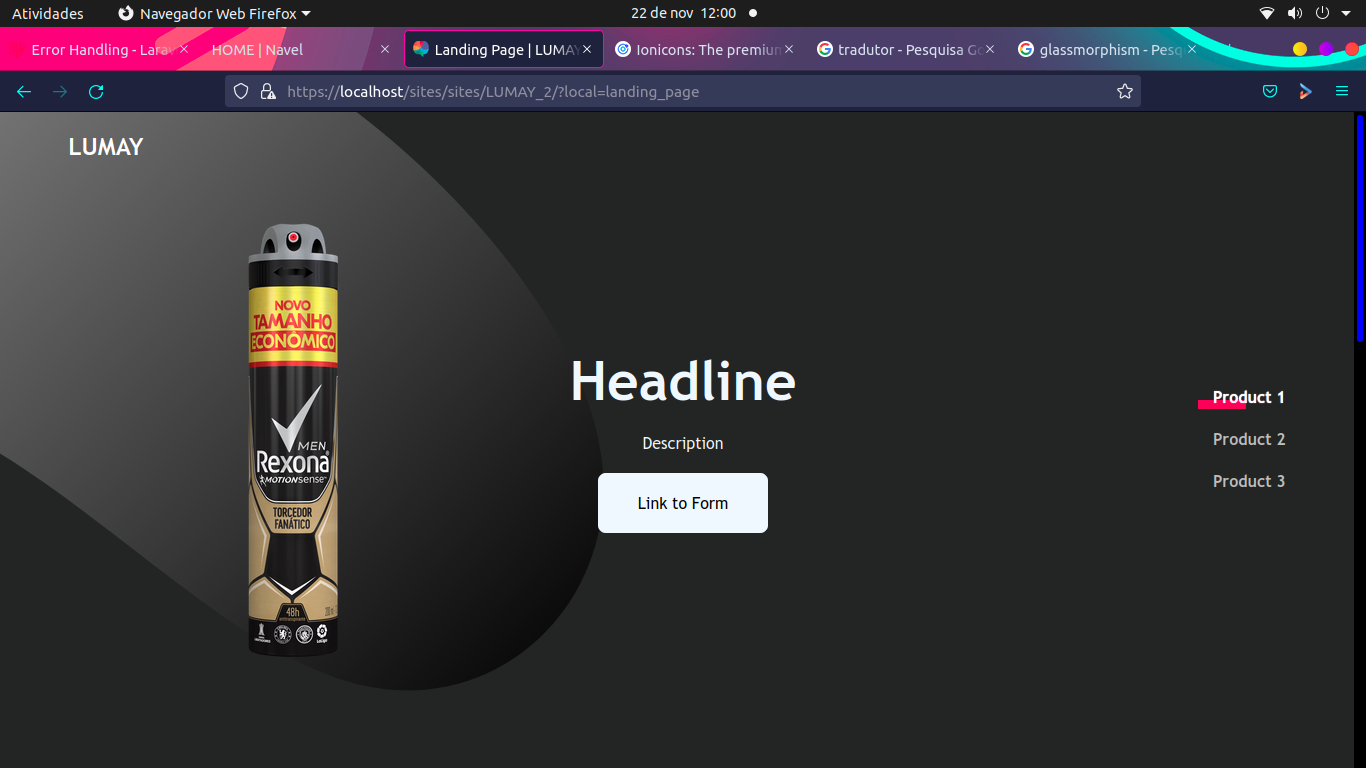 Atividades
Navegador Web Firefox
22 de nov 12:00
Error Handling - Larav
HOME | Navel
Landing Page | LUMAY
Ionicons: The premium
tradutor - Pesquisa Go
glassmorphism - Pesq
https://localhost/sites/sites/LUMAY_2/?local=landing_page
LUMAY
NOVO
TAMANHO
ECONÔMICO
MEN
Rexona
MOTIONsense
TORCEDOR
FANÁTICO
48h
Headline
Description
Link to Form
Product 1
Product 2
Product 3